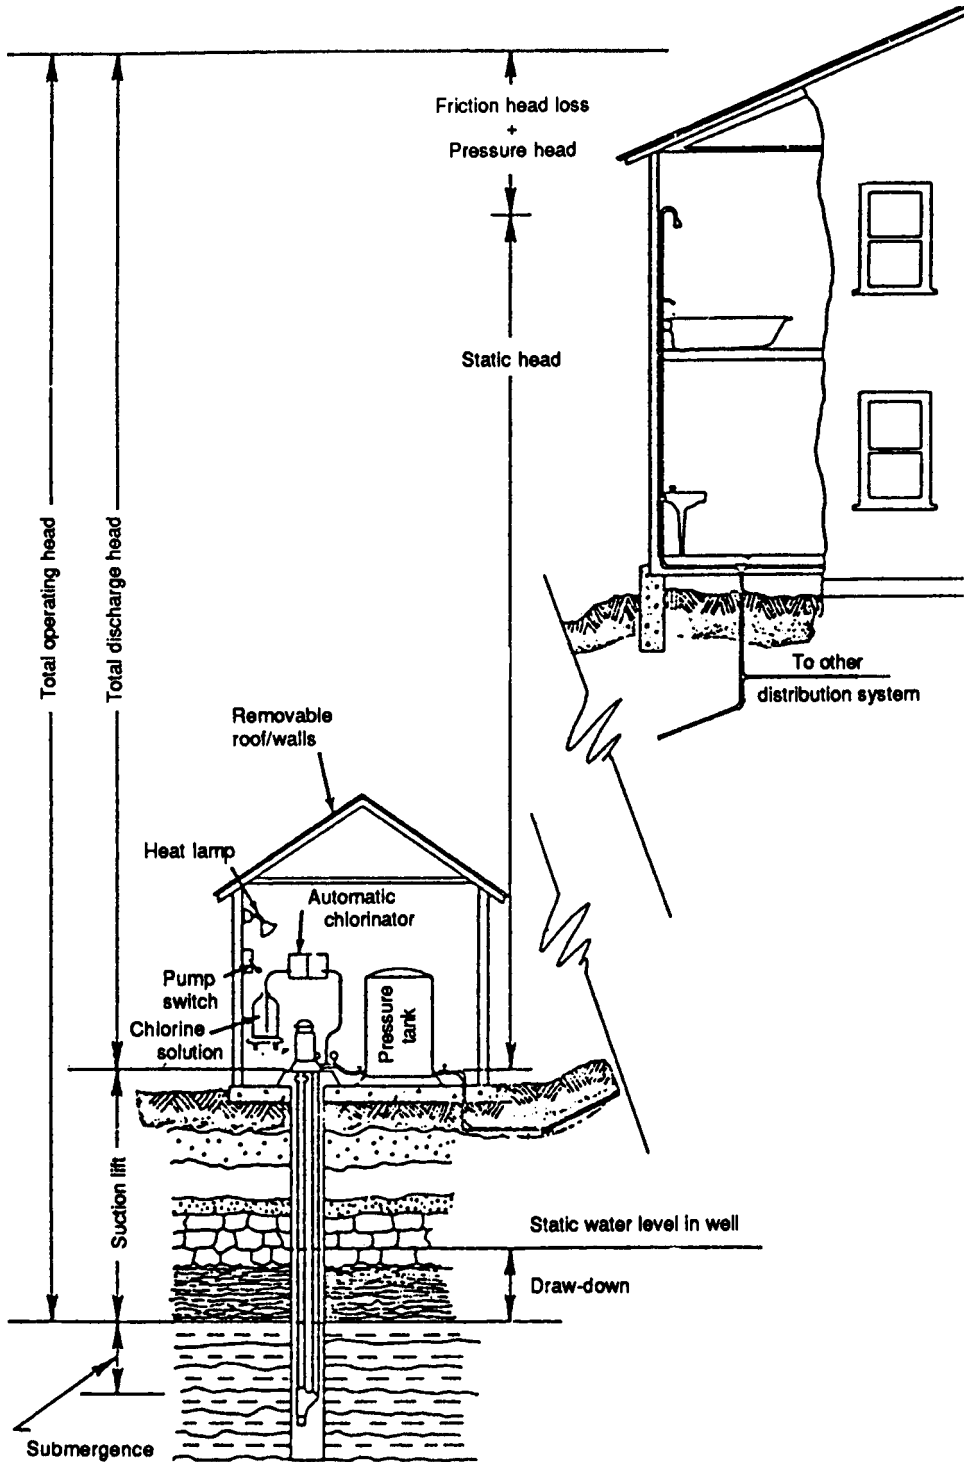 Friction head loss
+
Pressure head
Static head
Total operating head
Total discharge head
To other
distribution system
Removable
roof/walls
Heat lamp
Automatic
chlorinator
Pump
switch
Pressure
tank
Chlorine
solution
Suction lift
Static water level in well
Draw-down
Submergence